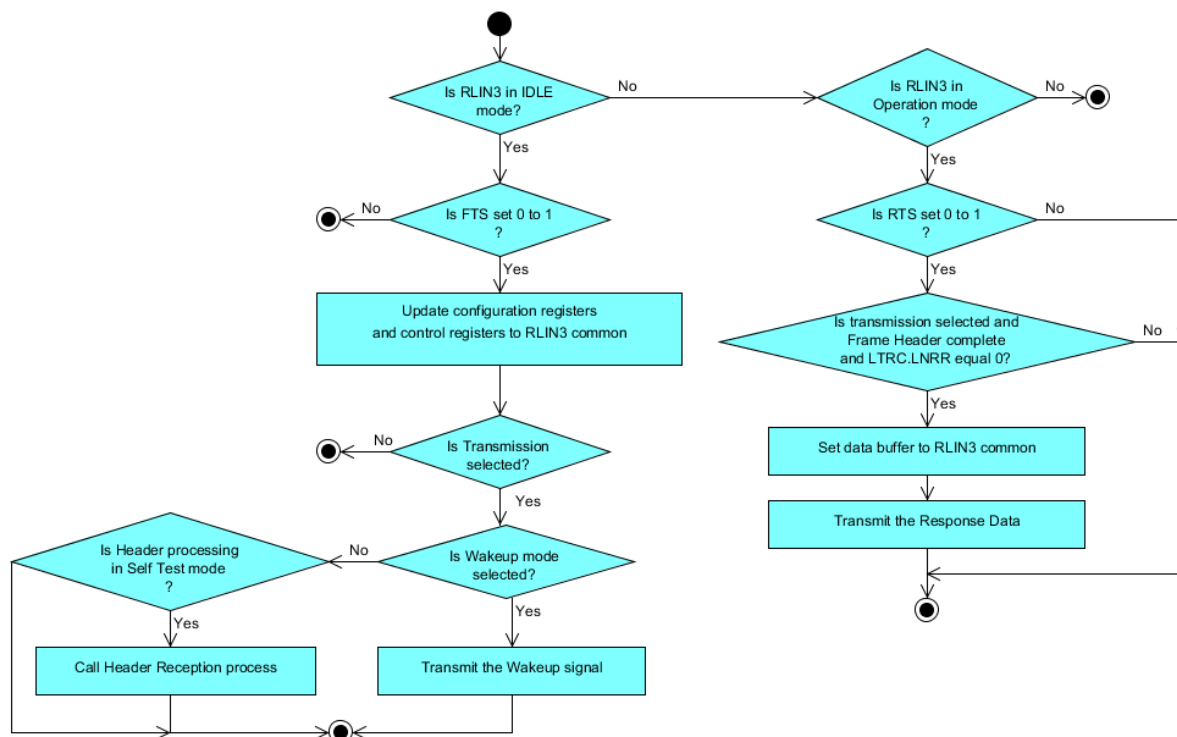 Is RLIN3 in IDLE
mode?
No
Is RLIN3 in
Operation mode
?
No
Yes
Yes
No
Is FTS set 0 to 1
?
Is RTS set 0 to 1
?
No
Yes
Yes
Update configuration registers
and control registers to RLIN3 common
Is transmission selected and
Frame Header complete
and LTRC.LNRR equal 0?
No
Yes
No
Is Transmission
selected?
Set data buffer to RLIN3 common
Yes
Transmit the Response Data
Is Header processing
in Self Test mode
?
No
Is Wakeup mode
selected?
Yes
Yes
Call Header Reception process
Transmit the Wakeup signal